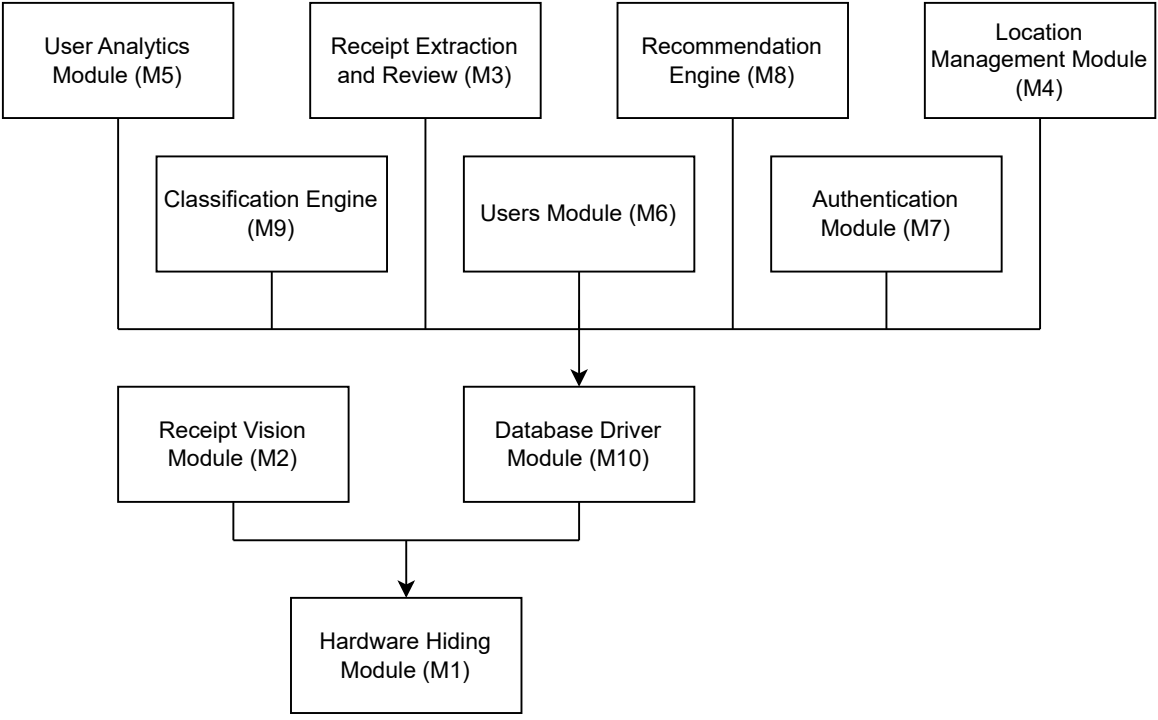 User Analytics
Module (M5)
Receipt Extraction
and Review (M3)
Recommendation
Engine (M8)
Location
Management Module
(M4)
Classification Engine
(M9)
Users Module (M6)
Authentication
Module (M7)
Receipt Vision
Module (M2)
Database Driver
Module (M10)
Hardware Hiding
Module (M1)